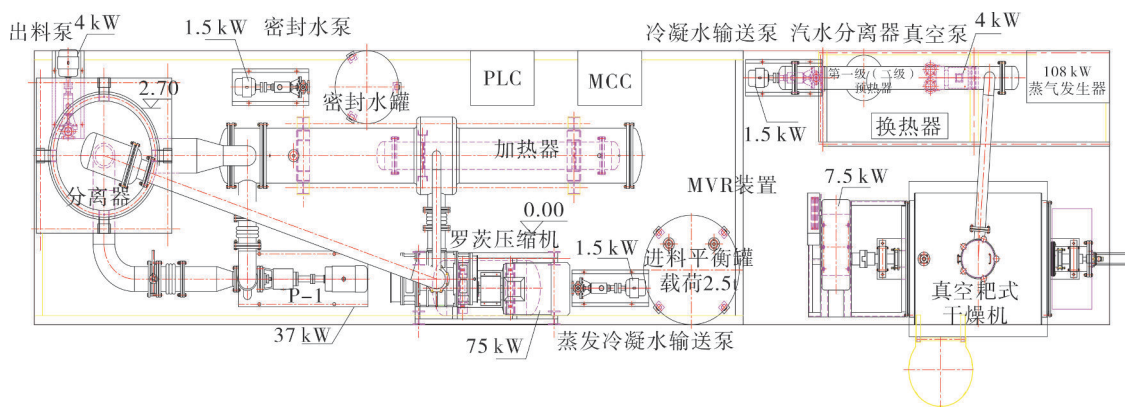 出料泵
4 kW
1.5 kW
密封水泵
冷凝水输送泵
汽水分离器
真空泵
4 kW
PLC
MCC
第一级/(二级)
预热器
108 kW
蒸气发生器
2.70
密封水罐
1.5 kW
换热器
加热器
分离器
MVR装置
7.5 kW
0.00
罗茨压缩机
1.5 kW
进料平衡罐
载荷2.5t
P-1
真空耙式
干燥机
37 kW
75 kW
蒸发冷凝水输送泵